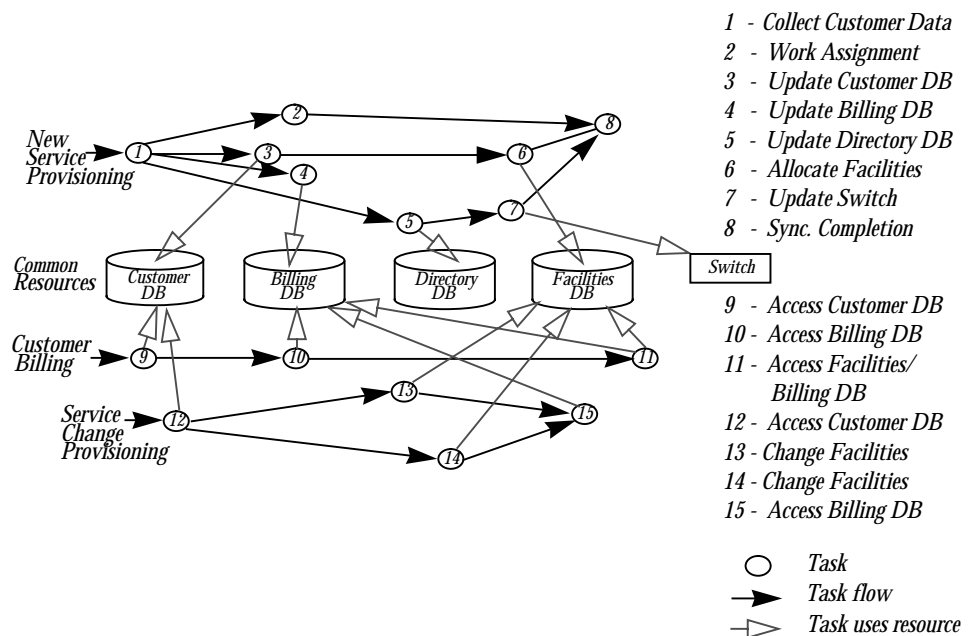 1 - Collect Customer Data
2 - Work Assignment
3 - Update Customer DB
4 - Update Billing DB
5 - Update Directory DB
6 - Allocate Facilities
7 - Update Switch
8 - Sync. Completion
New
Service
Provisioning
1
2
3
4
5
6
7
8
Common
Resources
Customer
DB
Billing
DB
Directory
DB
Facilities
DB
Switch
9 - Access Customer DB
10 - Access Billing DB
11 - Access Facilities/
Billing DB
12 - Access Customer DB
13 - Change Facilities
14 - Change Facilities
15 - Access Billing DB
Customer
Billing
9
10
11
Service
Change
Provisioning
12
13
14
15
Task
Task flow
Task uses resource